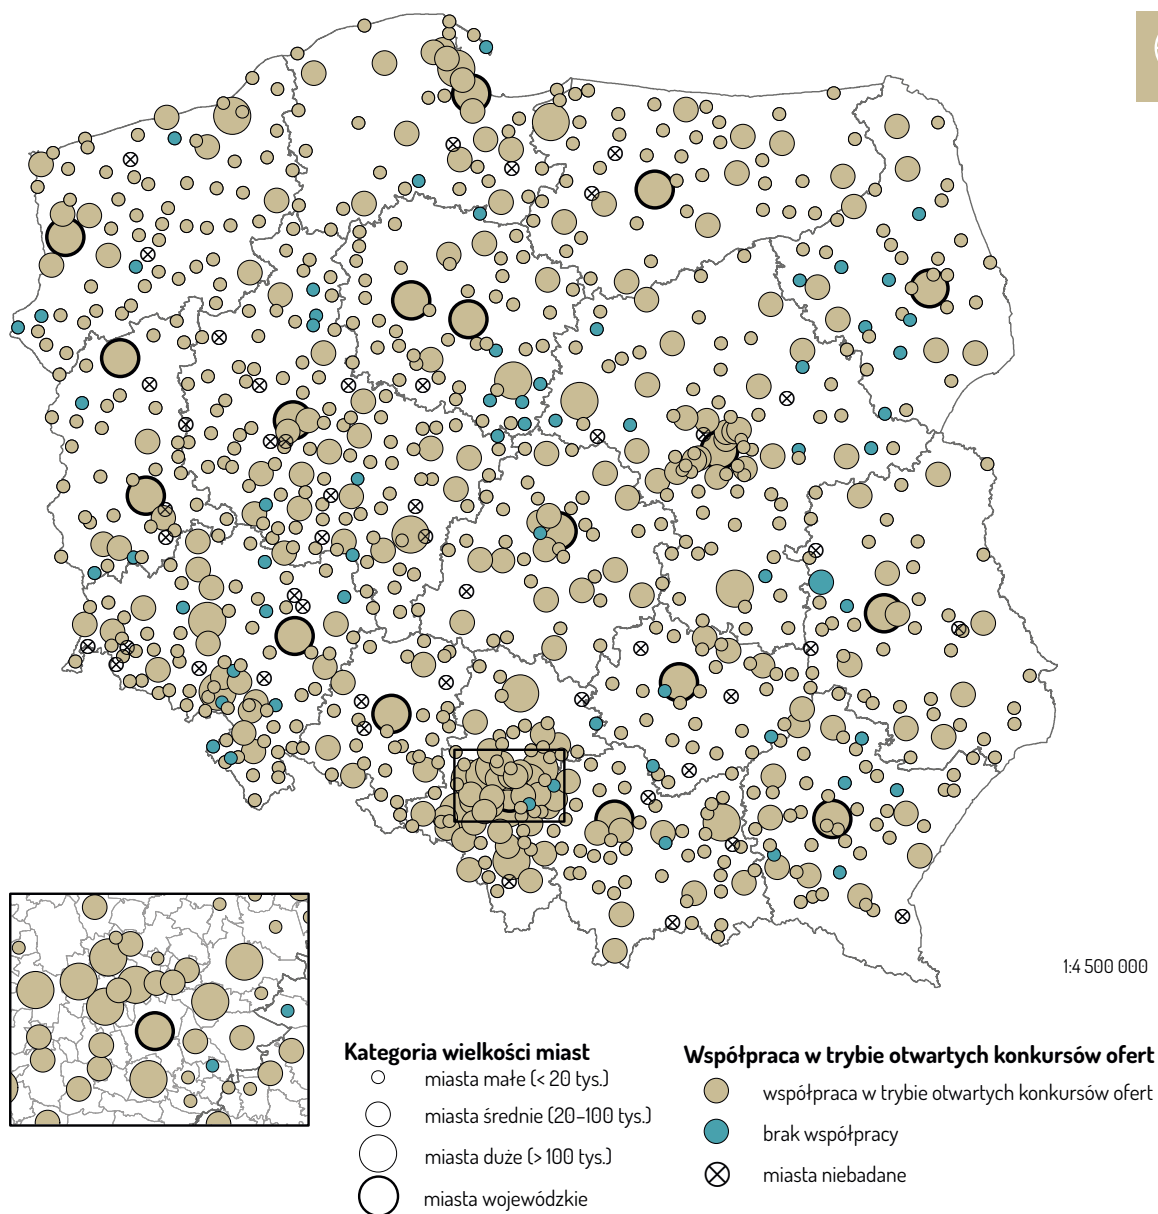 1:4 500 000
Kategoria wielkości miast
miasta małe (< 20 tys.)
miasta średnie (20–100 tys.)
miasta duże (> 100 tys.)
miasta wojewódzkie
Współpraca w trybie otwartych konkursów ofert
współpraca w trybie otwartych konkursów ofert
brak współpracy
miasta niebadane